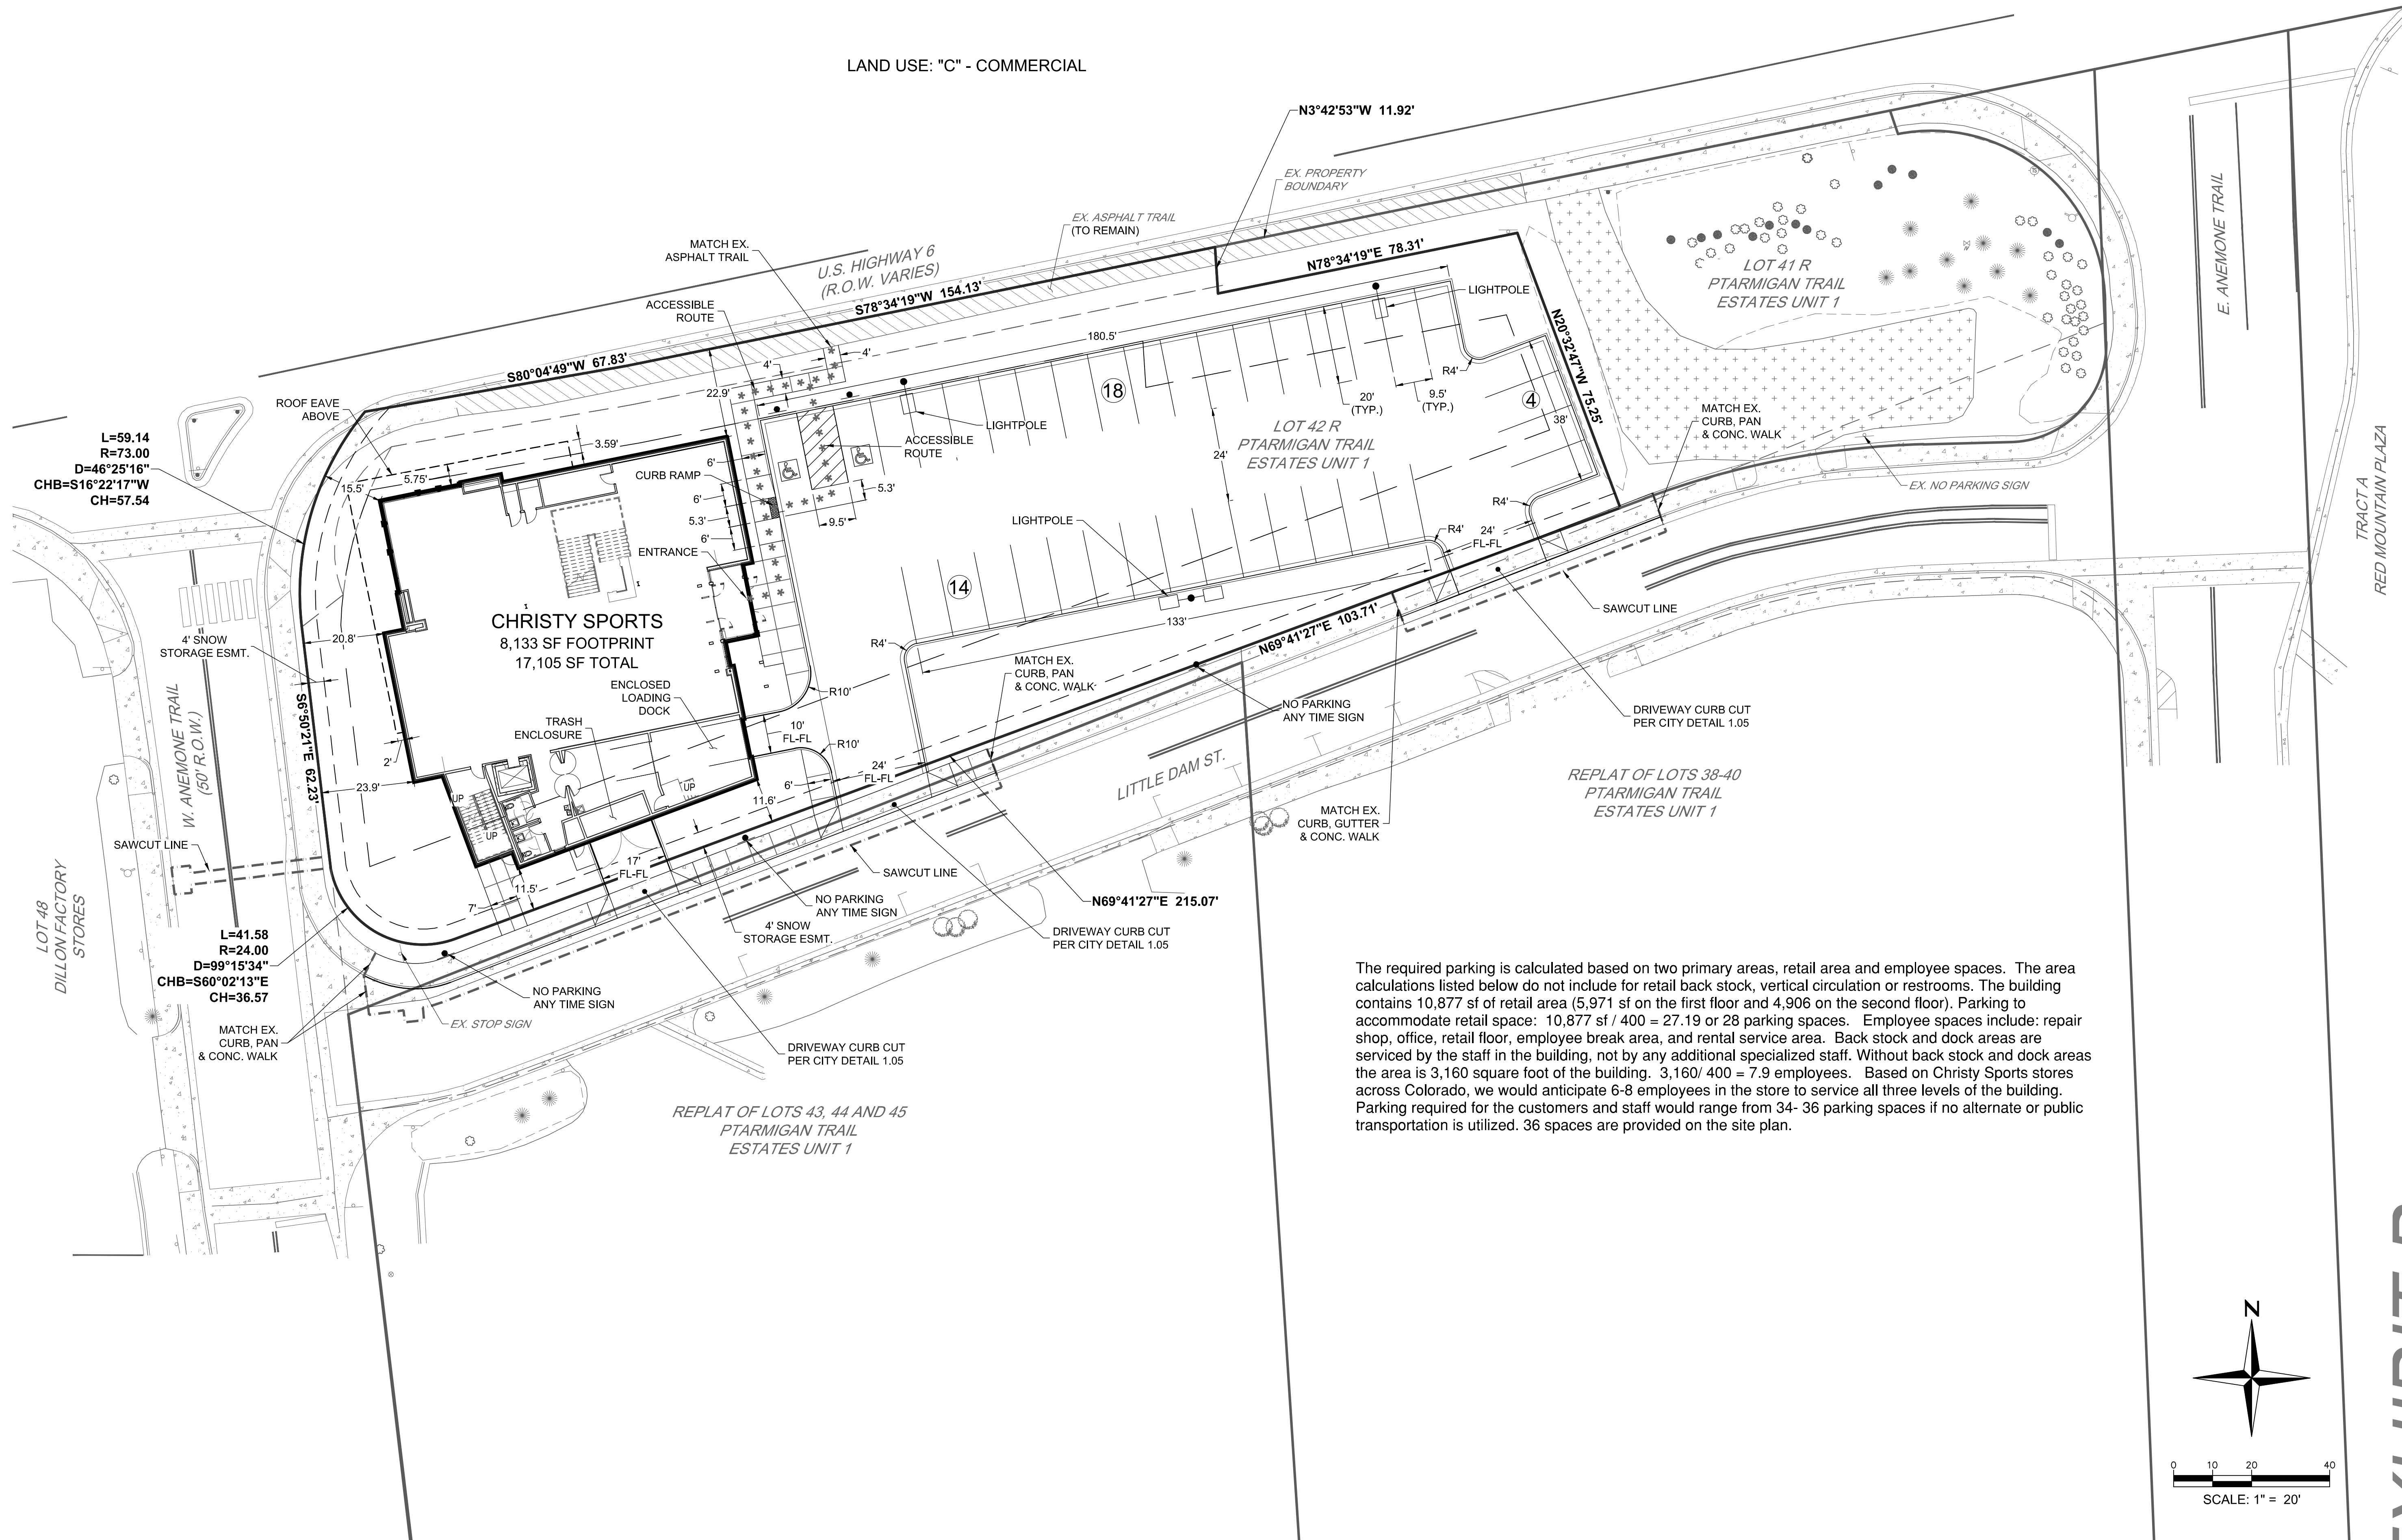 LAND USE: "C" - COMMERCIAL
N3°42'53"W 11.92'
EX. PROPERTY
BOUNDARY
EX. ASPHALT TRAIL
(TO REMAIN)
MATCH EX.
ASPHALT TRAIL
U.S. HIGHWAY 6
(R.O.W. VARIES)
S78°34'19"W 154.13'
N78°34'19"E 78.31'
LOT 41 R
PTARMIGAN TRAIL
ESTATES UNIT 1
E. ANEMONE TRAIL
ACCESSIBLE
ROUTE
LIGHTPOLE
180.5'
4'
4'
S80°04'49"W 67.83'
22.9'
R4'
N20°32'47"W 75.25'
18
20'
(TYP.)
9.5'
(TYP.)
4
38'
ROOF EAVE
ABOVE
3.59'
LIGHTPOLE
LOT 42 R
PTARMIGAN TRAIL
ESTATES UNIT 1
MATCH EX.
CURB, PAN
& CONC. WALK
L=59.14
R=73.00
D=46°25'16"
CHB=S16°22'17"W
CH=57.54
15.5'
5.75'
6'
ACCESSIBLE
ROUTE
24'
CURB RAMP
5.3'
EX. NO PARKING SIGN
TRACT A
RED MOUNTAIN PLAZA
6'
5.3'
6'
9.5'
R4'
LIGHTPOLE
R4'
24'
FL-FL
ENTRANCE
14
CHRISTY SPORTS
8,133 SF FOOTPRINT
17,105 SF TOTAL
SAWCUT LINE
133'
N69°41'27"E 103.71'
R4'
20.8'
4' SNOW
STORAGE ESMT.
MATCH EX.
CURB, PAN
& CONC. WALK
ENCLOSED
LOADING
DOCK
R10'
NO PARKING
ANY TIME SIGN
DRIVEWAY CURB CUT
PER CITY DETAIL 1.05
W. ANEMONE TRAIL
(50' R.O.W.)
S6°50'21"E 62.23'
TRASH
ENCLOSURE
10'
FL-FL
R10'
2'
24'
FL-FL
LITTLE DAM ST.
REPLAT OF LOTS 38-40
PTARMIGAN TRAIL
ESTATES UNIT 1
23.9'
UP
UP
UP
6'
11.6'
MATCH EX.
CURB, GUTTER
& CONC. WALK
SAWCUT LINE
17'
FL-FL
11.5'
7'
SAWCUT LINE
NO PARKING
ANY TIME SIGN
N69°41'27"E 215.07'
LOT 48
DILLON FACTORY
STORES
4' SNOW
STORAGE ESMT.
DRIVEWAY CURB CUT
PER CITY DETAIL 1.05
L=41.58
R=24.00
D=99°15'34"
CHB=S60°02'13"E
CH=36.57
NO PARKING
ANY TIME SIGN
EX. STOP SIGN
MATCH EX.
CURB, PAN
& CONC. WALK
DRIVEWAY CURB CUT
PER CITY DETAIL 1.05
REPLAT OF LOTS 43, 44 AND 45
PTARMIGAN TRAIL
ESTATES UNIT 1
The required parking is calculated based on two primary areas, retail area and employee spaces. The area
calculations listed below do not include for retail back stock, vertical circulation or restrooms. The building
contains 10,877 sf of retail area (5,971 sf on the first floor and 4,906 on the second floor). Parking to
accommodate retail space: 10,877 sf / 400 = 27.19 or 28 parking spaces. Employee spaces include: repair
shop, office, retail floor, employee break area, and rental service area. Back stock and dock areas are
serviced by the staff in the building, not by any additional specialized staff. Without back stock and dock areas
the area is 3,160 square foot of the building. 3,160/ 400 = 7.9 employees. Based on Christy Sports stores
across Colorado, we would anticipate 6-8 employees in the store to service all three levels of the building.
Parking required for the customers and staff would range from 34- 36 parking spaces if no alternate or public
transportation is utilized. 36 spaces are provided on the site plan.
N
0 10 20 40
SCALE: 1" = 20'